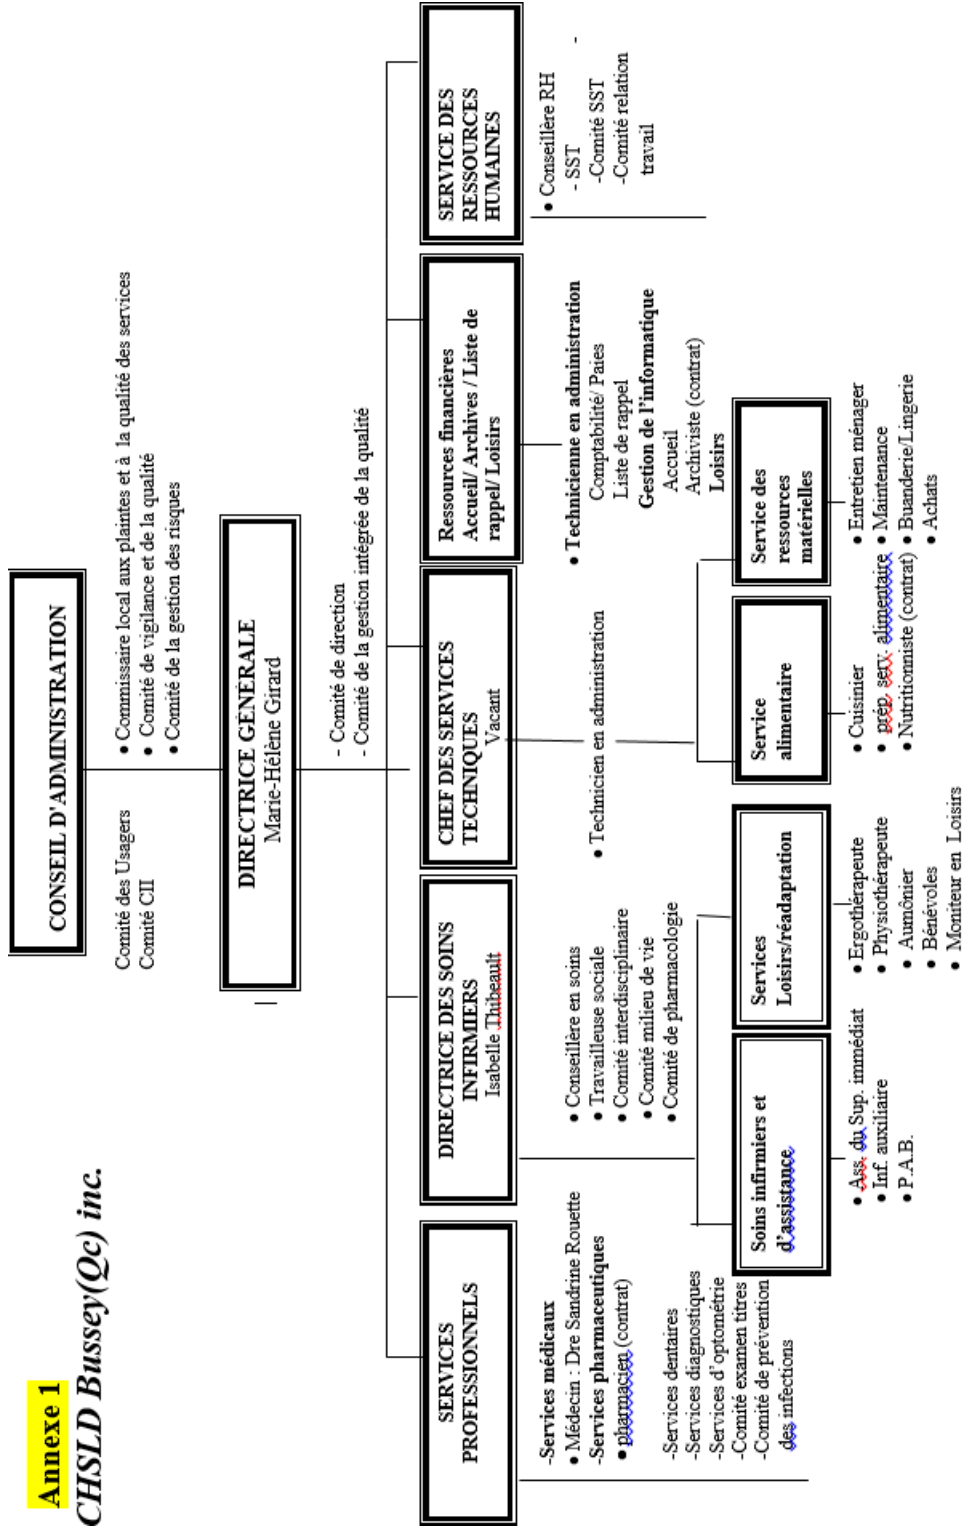 Annexe 1
CHSLD Bussey(Qc) inc.
CONSEIL D'ADMINISTRATION
Comité des Usagers
Comité CII
• Commissaire local aux plaintes et à la qualité des services
• Comité de vigilance et de la qualité
• Comité de la gestion des risques
DIRECTRICE GÉNÉRALE
Marie-Hélène Girard
- Comité de direction
- Comité de la gestion intégrée de la qualité
SERVICES
PROFESSIONNELS
-Services médicaux
• Médecin : Dre Sandrine Rouette
-Services pharmaceutiques
• pharmacien (contrat)
-Services dentaires
-Services diagnostiques
-Services d'optométrie
-Comité examen titres
-Comité de prévention
des infections
DIRECTRICE DES SOINS
INFIRMIERS
Isabelle Thibeault
• Conseillère en soins
• Travailleuse sociale
• Comité interdisciplinaire
• Comité milieu de vie
• Comité de pharmacologie
Soins infirmiers et
d'assistance
• Ass. du Sup. immédiat
• Inf. auxiliaire
• P.A.B.
Services
Loisirs/réadaptation
• Ergothérapeute
• Physiothérapeute
• Aumônier
• Bénévoles
• Moniteur en Loisirs
CHEF DES SERVICES
TECHNIQUES
Vacant
• Technicien en administration
Service
alimentaire
• Cuisinier
• prép. serv. alimentaire
• Nutritionniste (contrat)
Service des
ressources
matérielles
• Entretien ménager
• Maintenance
• Buanderie/Lingerie
• Achats
Ressources financières
Accueil/ Archives / Liste de
rappel/ Loisirs
• Technicienne en administration
Comptabilité/ Paies
Liste de rappel
Gestion de l'informatique
Accueil
Archiviste (contrat)
Loisirs
SERVICE DES
RESSOURCES
HUMAINES
• Conseillère RH
- SST -
-Comité SST
-Comité relation
travail